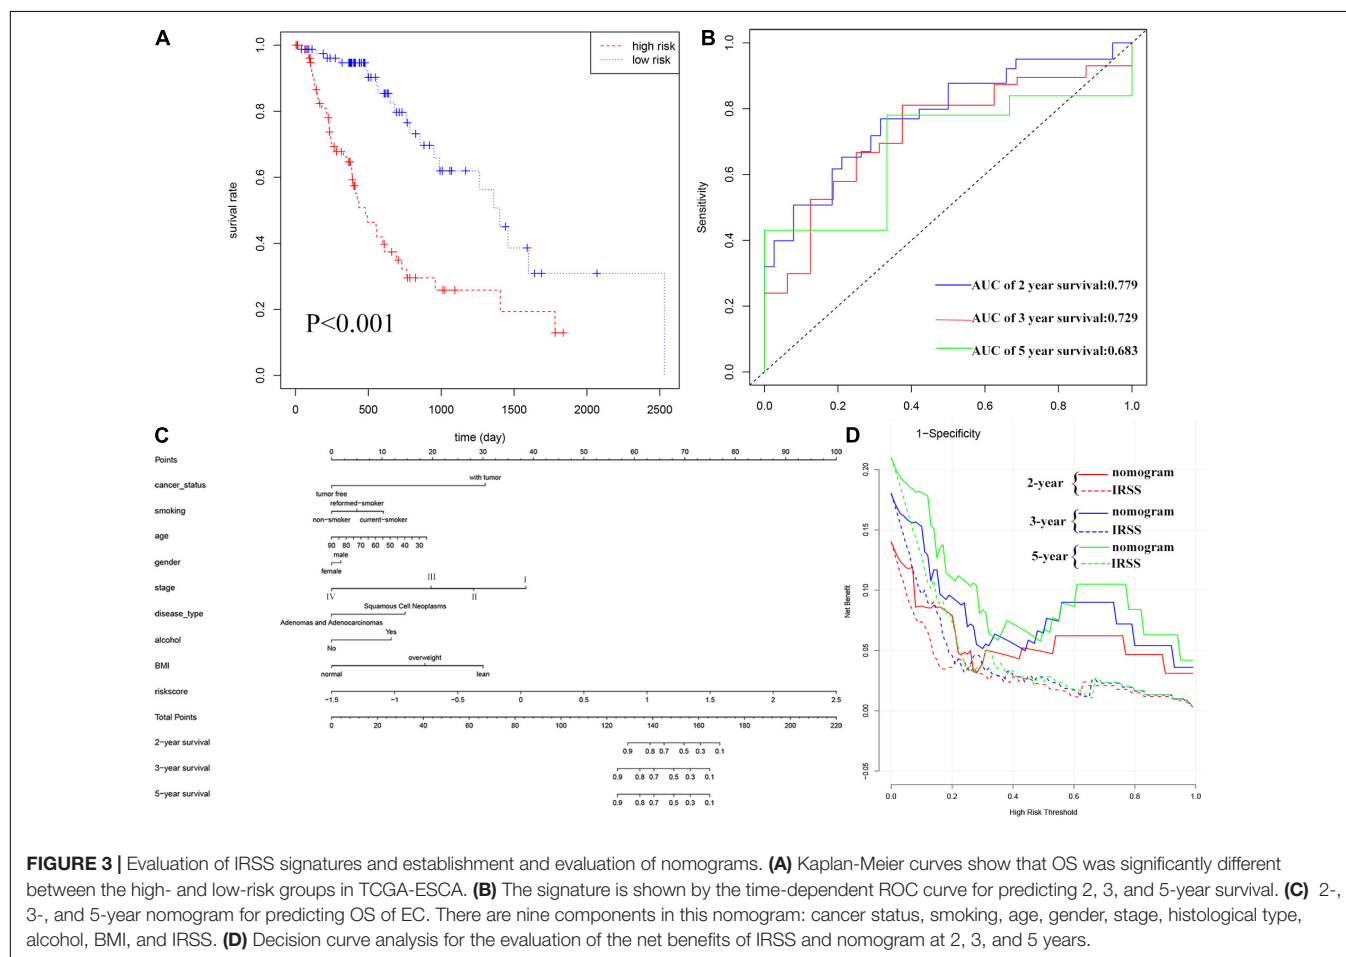 A
high risk
low risk
surival rate
1.0
0.8
0.6
0.4
0.2
0.0
P<0.001
0
500
1000
1500
2000
2500
time (day)
B
Sensitivity
1.0
0.8
0.6
0.4
0.2
0.0
AUC of 2 year survival:0.779
AUC of 3 year survival:0.729
AUC of 5 year survival:0.683
0.0
0.2
0.4
0.6
0.8
1.0
1−Specificity
C
Points
0 10 20 30 40 50 60 70 80 90 100
cancer_status
with tumor
tumor free
smoking
reformed-smoker
non-smoker current-smoker
age
90 80 70 60 50 40 30
gender
male
female
stage
III I
IV II
disease_type
Squamous Cell Neoplasms
Adenomas and Adenocarcinomas
alcohol
Yes
No
BMI
overweight
normal lean
riskscore
−1.5 −1 −0.5 0 0.5 1 1.5 2 2.5
Total Points
0 20 40 60 80 100 120 140 160 180 200 220
2−year survival
0.9 0.8 0.7 0.5 0.3 0.1
3−year survival
0.9 0.8 0.7 0.5 0.3 0.1
5−year survival
0.9 0.8 0.7 0.5 0.3 0.1
D
Net Benefit
0.20
0.15
0.10
0.05
0.00
−0.05
2-year { nomogram
IRSS
3-year { nomogram
IRSS
5-year { nomogram
IRSS
0.0 0.2 0.4 0.6 0.8 1.0
High Risk Threshold
FIGURE 3 | Evaluation of IRSS signatures and establishment and evaluation of nomograms. (A) Kaplan-Meier curves show that OS was significantly different
between the high- and low-risk groups in TCGA-ESCA. (B) The signature is shown by the time-dependent ROC curve for predicting 2, 3, and 5-year survival. (C) 2-,
3-, and 5-year nomogram for predicting OS of EC. There are nine components in this nomogram: cancer status, smoking, age, gender, stage, histological type,
alcohol, BMI, and IRSS. (D) Decision curve analysis for the evaluation of the net benefits of IRSS and nomogram at 2, 3, and 5 years.